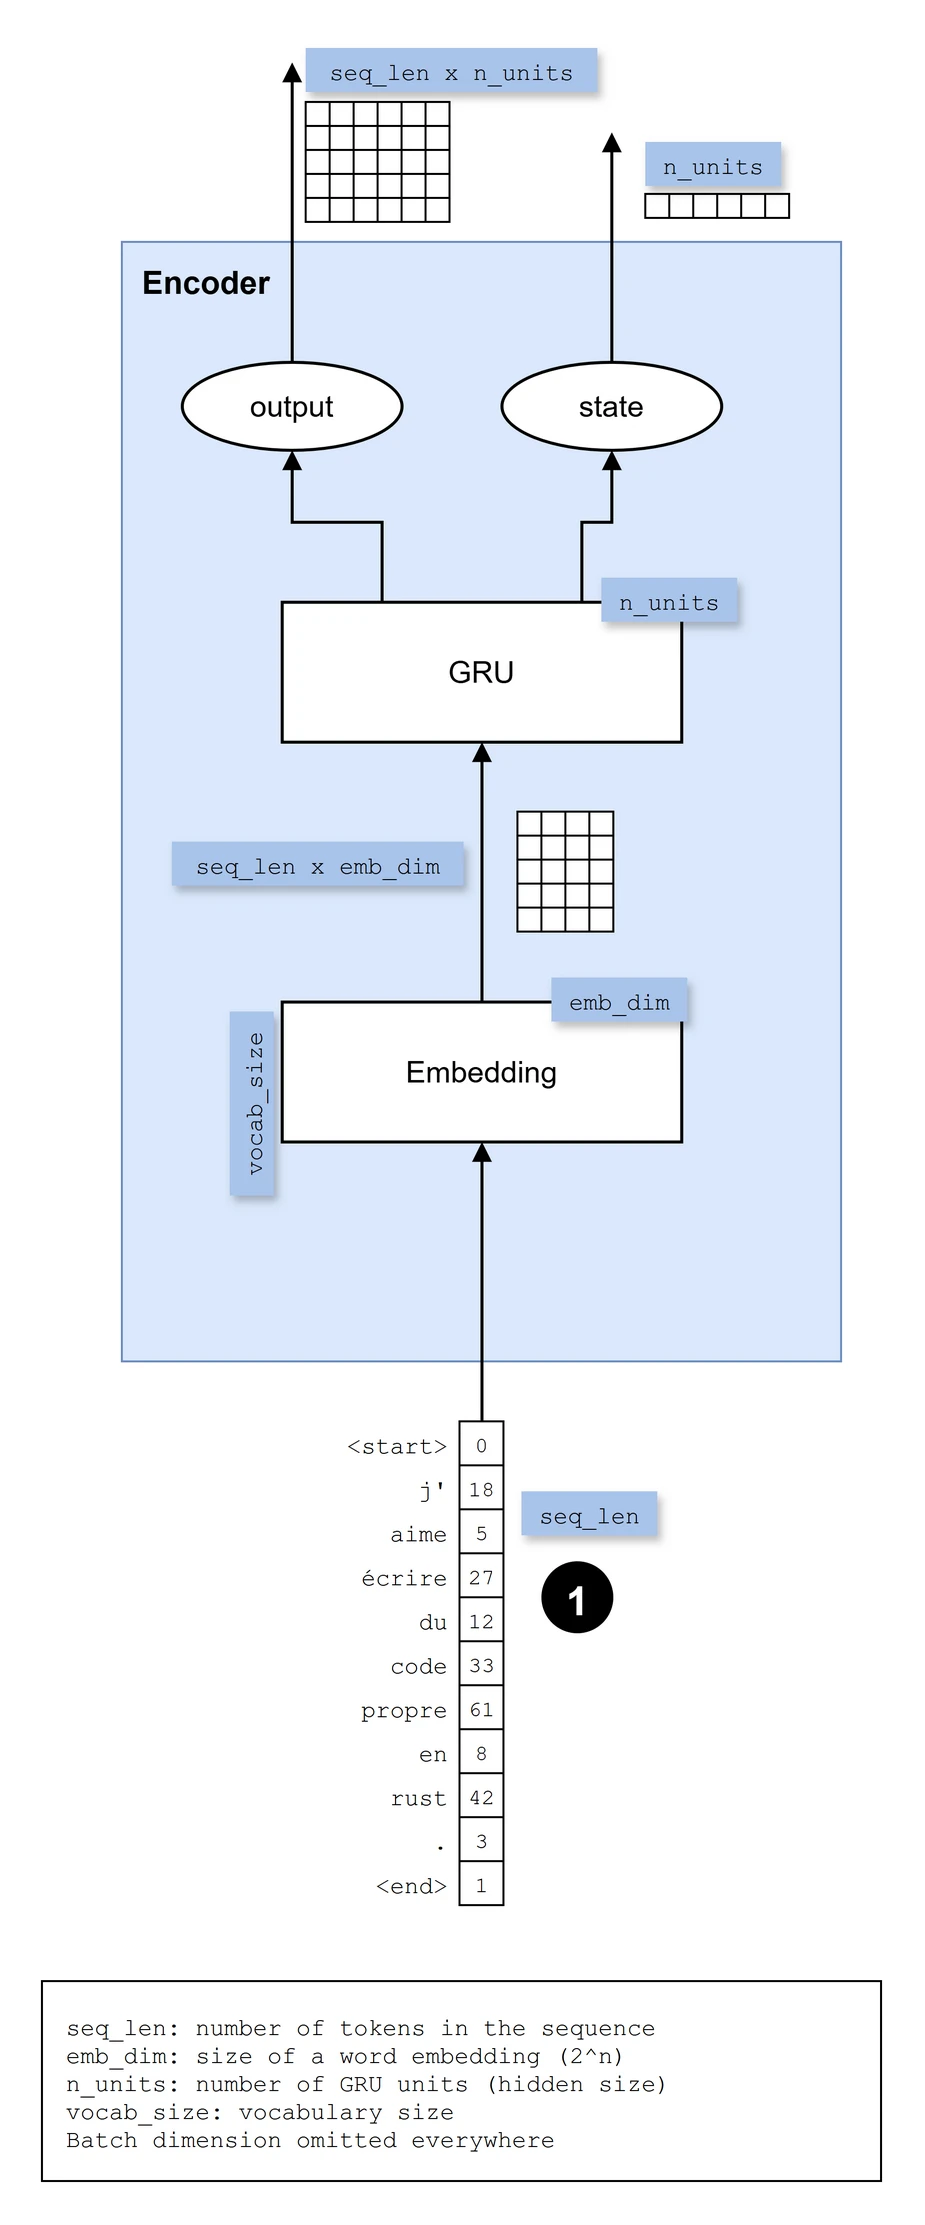 seq_len x n_units
n_units
Encoder
output
state
n_units
GRU
seq_len x emb_dim
emb_dim
vocab_size
Embedding
<start> 0
j' 18
aime 5
seq_len
écrire 27
1
du 12
code 33
propre 61
en 8
rust 42
. 3
<end> 1
seq_len: number of tokens in the sequence
emb_dim: size of a word embedding (2^n)
n_units: number of GRU units (hidden size)
vocab_size: vocabulary size
Batch dimension omitted everywhere